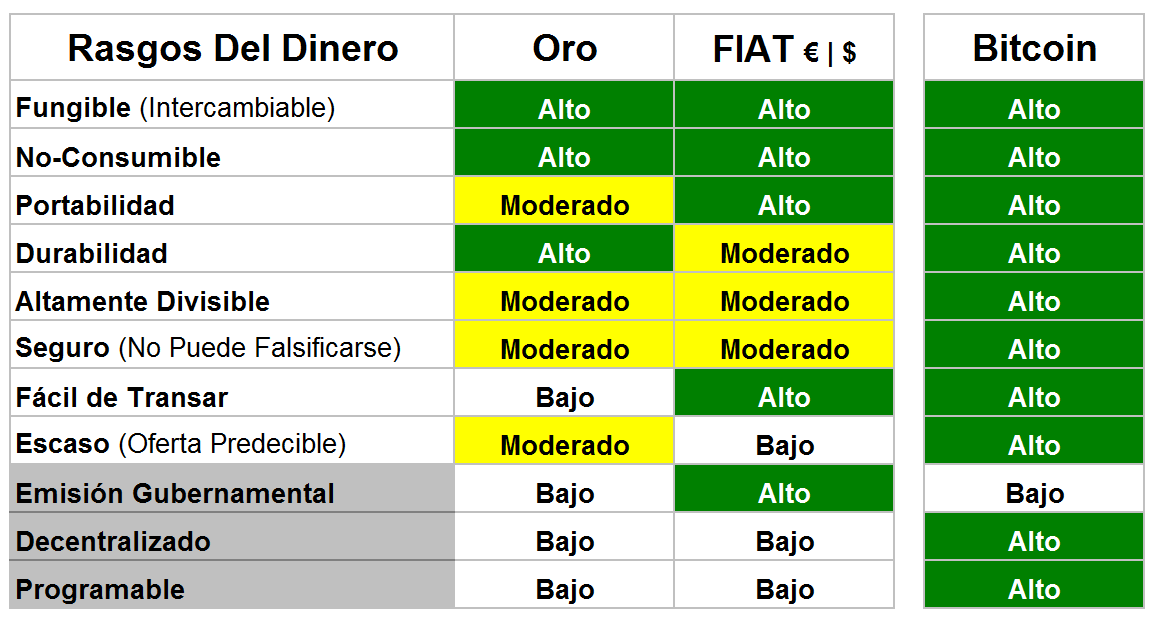 Rasgos Del Dinero Oro FIAT € | $ Bitcoin
Fungible (Intercambiable) Alto Alto Alto
No-Consumible Alto Alto Alto
Portabilidad Moderado Alto Alto
Durabilidad Alto Moderado Alto
Altamente Divisible Moderado Moderado Alto
Seguro (No Puede Falsificarse) Moderado Moderado Alto
Fácil de Transar Bajo Alto Alto
Escaso (Oferta Predecible) Moderado Bajo Alto
Emisión Gubernamental Bajo Alto Bajo
Decentralizado Bajo Bajo Alto
Programable Bajo Bajo Alto